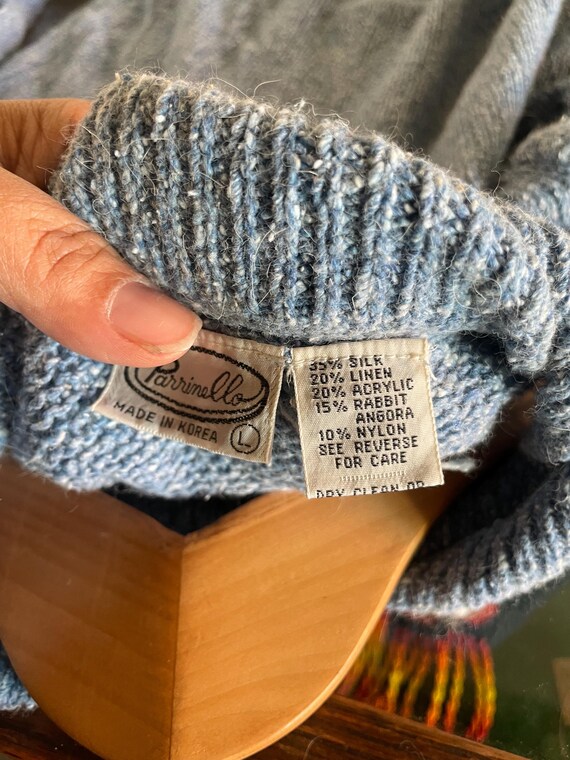 Parrinello
MADE IN KOREA
L
35% SILK
20% LINEN
20% ACRYLIC
15% RABBIT
ANGORA
10% NYLON
SEE REVERSE
FOR CARE
DRY CLEAN OR